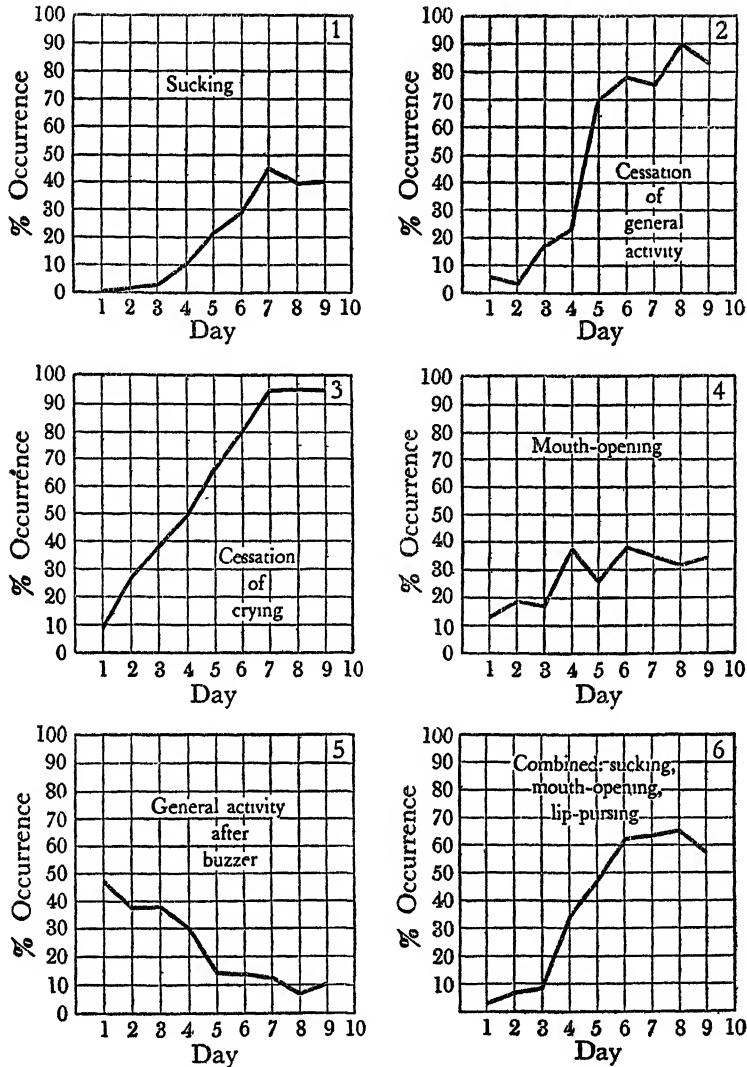 1
% Occurrence
100
90
80
70
60
50
40
30
20
10
0
Sucking
1 2 3 4 5 6 7 8 9 10
Day
2
% Occurrence
100
90
80
70
60
50
40
30
20
10
0
Cessation
of
general
activity
1 2 3 4 5 6 7 8 9 10
Day
3
% Occurrence
100
90
80
70
60
50
40
30
20
10
0
Cessation
of
crying
1 2 3 4 5 6 7 8 9 10
Day
4
% Occurrence
100
90
80
70
60
50
40
30
20
10
0
Mouth-opening
1 2 3 4 5 6 7 8 9 10
Day
5
% Occurrence
100
90
80
70
60
50
40
30
20
10
0
General activity
after
buzzer
1 2 3 4 5 6 7 8 9 10
Day
6
% Occurrence
100
90
80
70
60
50
40
30
20
10
Combined: sucking,
mouth-opening,
lip-pursing
1 2 3 4 5 6 7 8 9 10
Day